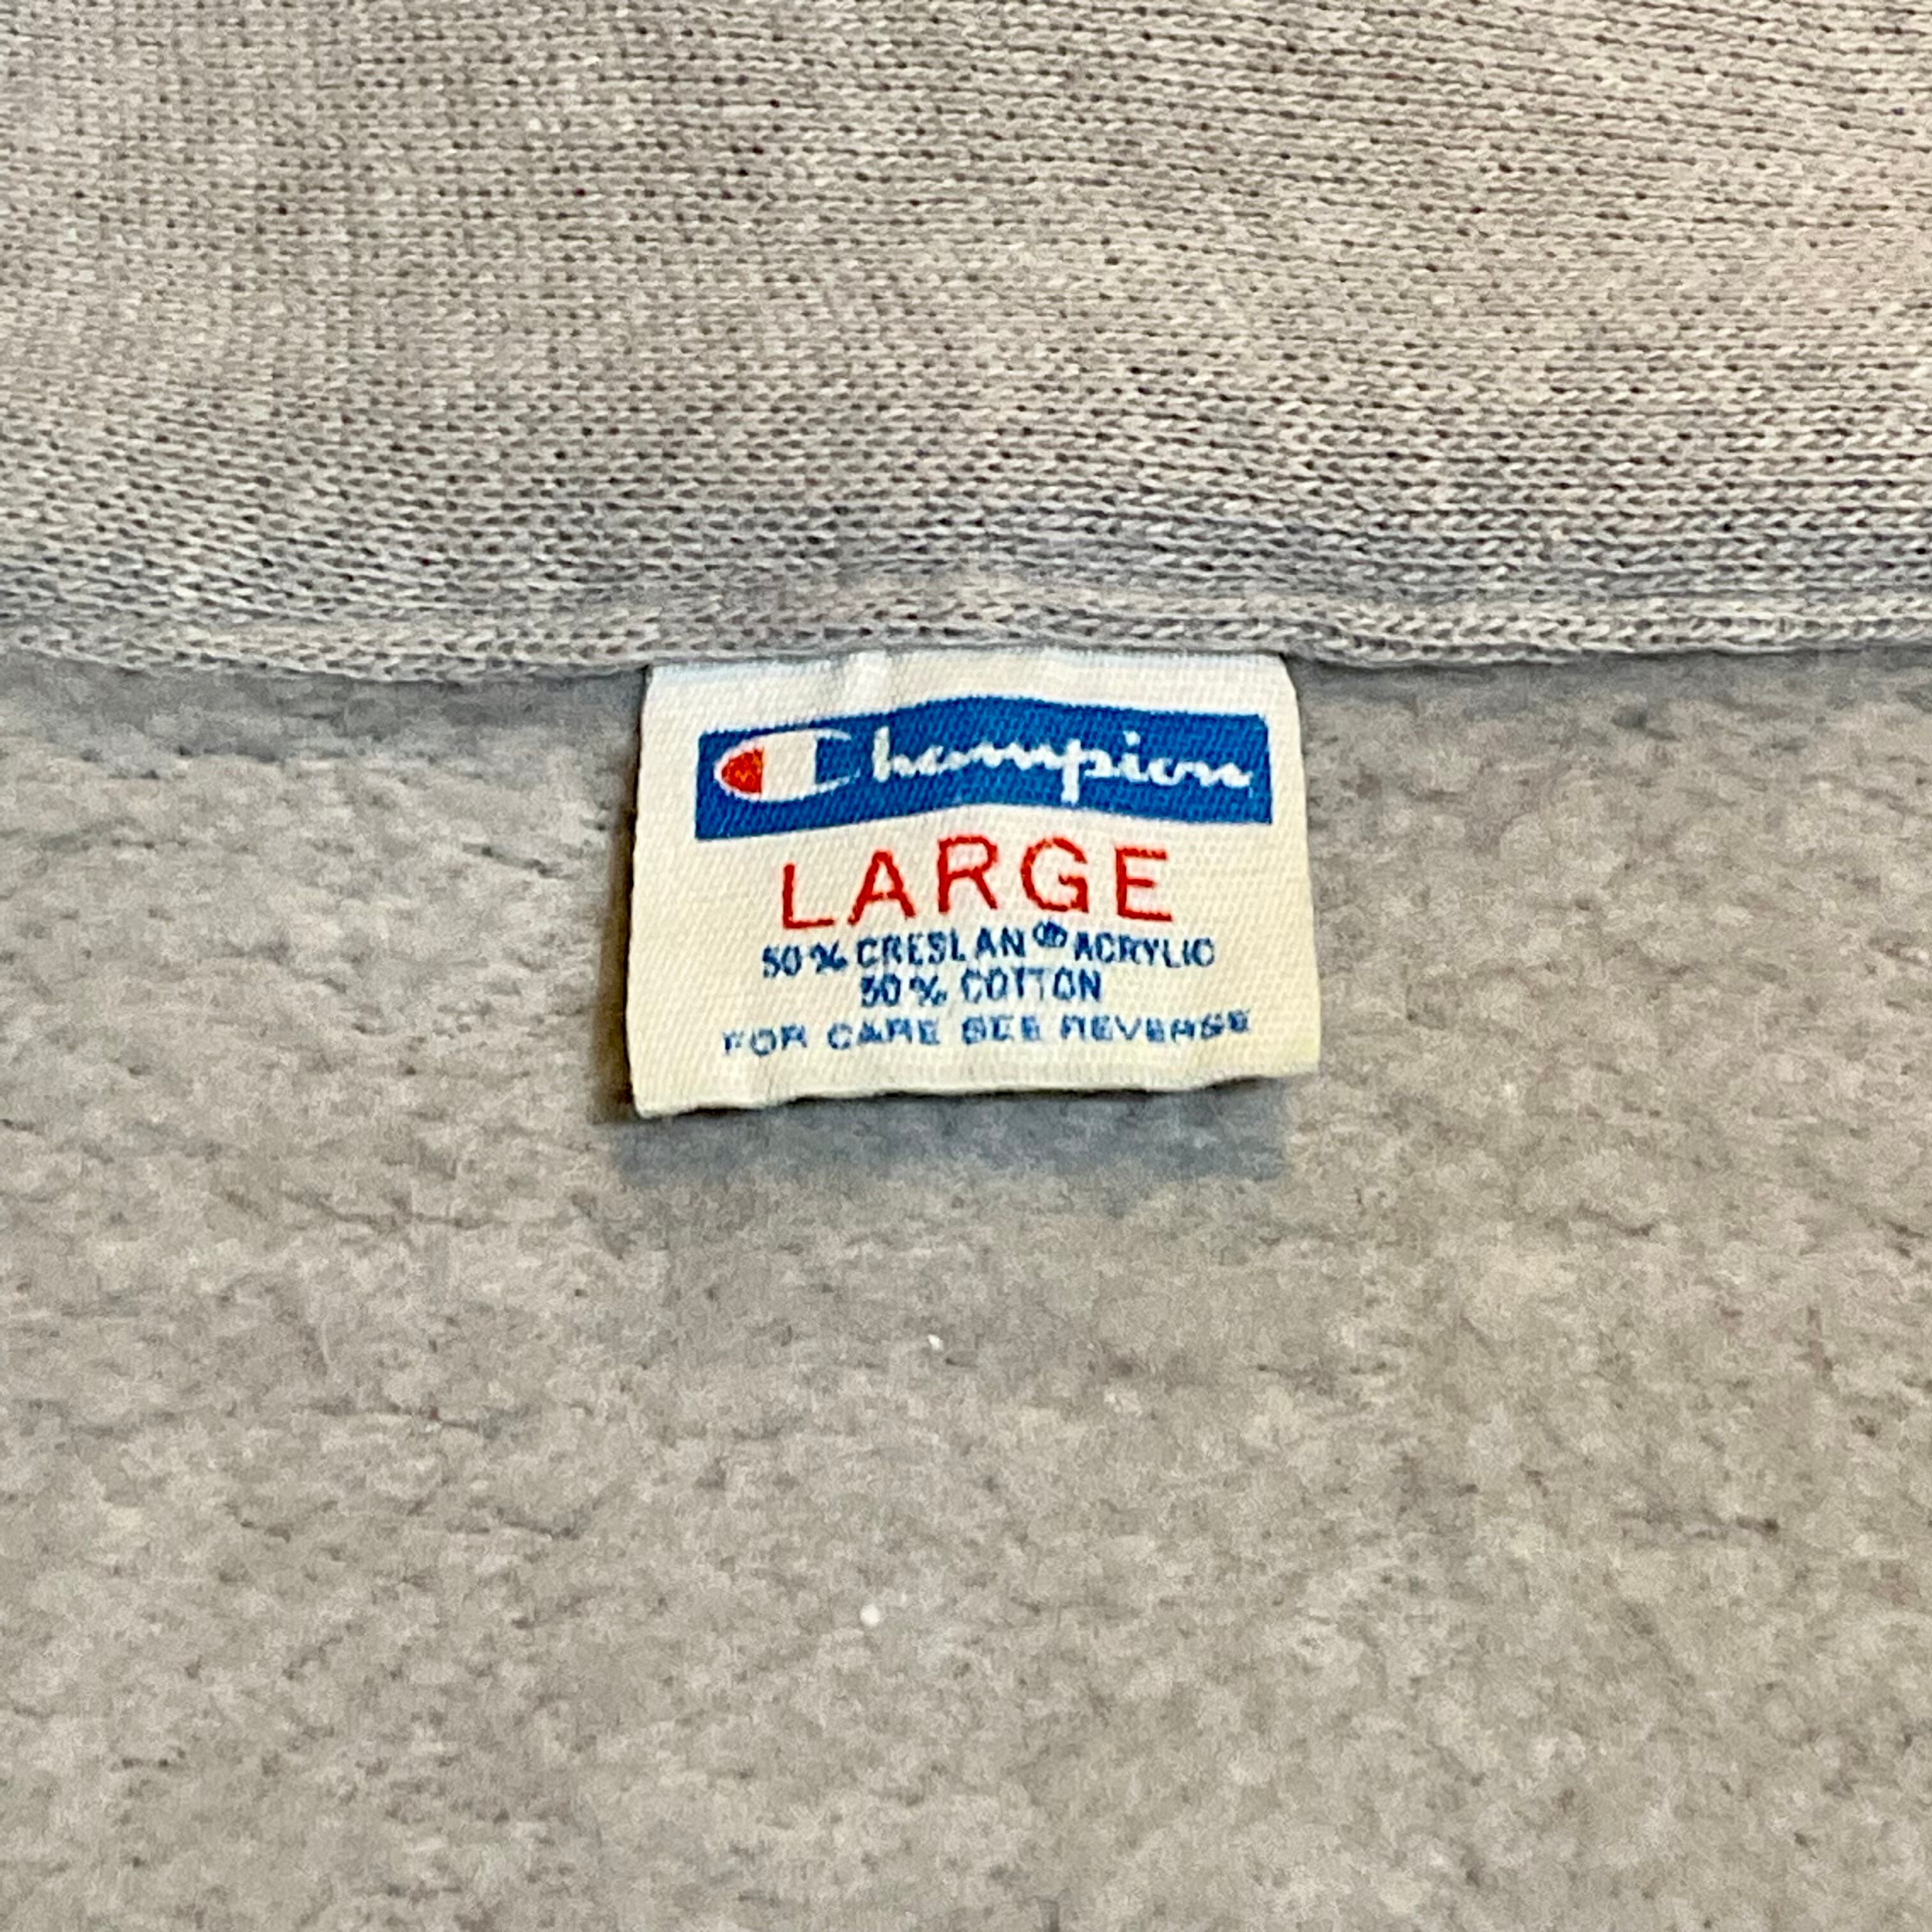 Champion
LARGE
50% CRESLAN® ACRYLIC
50% COTTON
FOR CARE SEE REVERSE